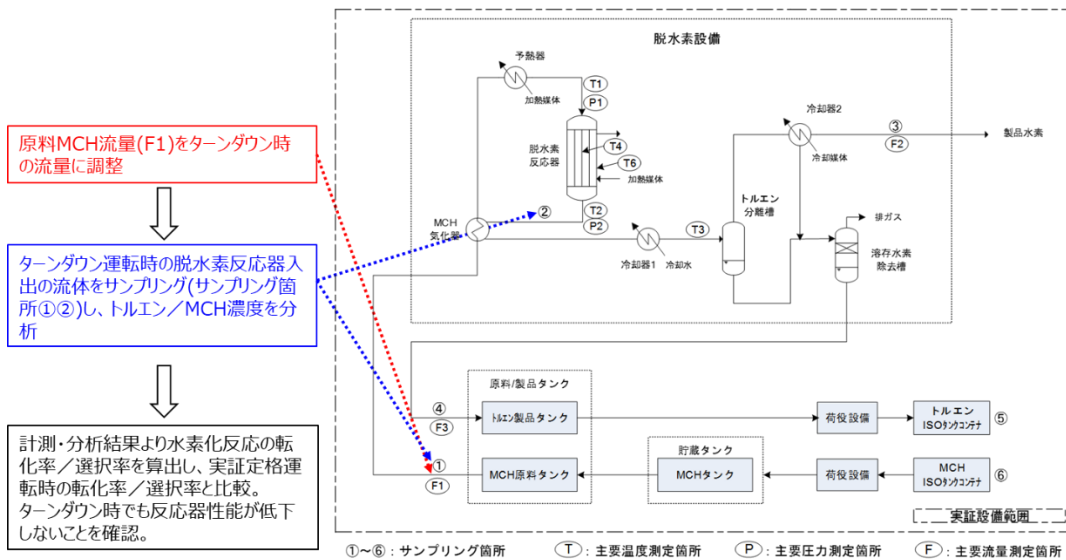 原料MCH流量(F1)をターンダウン時
の流量に調整
ターンダウン運転時の脱水素反応器入
出の流体をサンプリング(サンプリング箇
所①②)し、トルエン／MCH濃度を分
析
計測・分析結果より水素化反応の転
化率／選択率を算出し、実証定格運
転時の転化率／選択率と比較。
ターンダウン時でも反応器性能が低下
しないことを確認。
脱水素設備
予熱器
加熱媒体
T1
P1
脱水素
反応器
T4
T6
加熱媒体
②
T2
P2
MCH
気化器
冷却器1
冷却水
T3
トルエン
分離槽
冷却器2
冷却媒体
③
F2
製品水素
排ガス
溶存水素
除去槽
原料/製品タンク
④
F3
トルエン製品タンク
荷役設備
トルエン
ISOタンクコンテナ
⑤
貯蔵タンク
①
F1
MCH原料タンク
MCHタンク
荷役設備
MCH
ISOタンクコンテナ
⑥
実証設備範囲
①～⑥：サンプリング箇所
T：主要温度測定箇所
P：主要圧力測定箇所
F：主要流量測定箇所